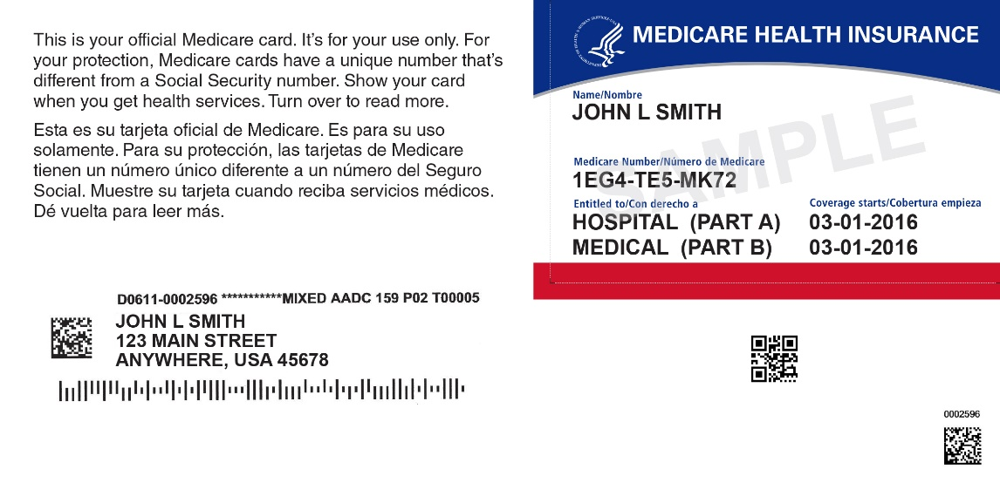 This is your official Medicare card. It's for your use only. For
your protection, Medicare cards have a unique number that's
different from a Social Security number. Show your card
when you get health services. Turn over to read more.
Esta es su tarjeta oficial de Medicare. Es para su uso
solamente. Para su protección, las tarjetas de Medicare
tienen un número único diferente a un número del Seguro
Social. Muestre su tarjeta cuando reciba servicios médicos.
Dé vuelta para leer más.
D0611-0002596 ***********MIXED AADC 159 P02 T00005
JOHN L SMITH
123 MAIN STREET
ANYWHERE, USA 45678
MEDICARE HEALTH INSURANCE
Name/Nombre
JOHN L SMITH
SAMPLE
Medicare Number/Número de Medicare
1EG4-TE5-MK72
Entitled to/Con derecho a Coverage starts/Cobertura empieza
HOSPITAL (PART A) 03-01-2016
MEDICAL (PART B) 03-01-2016
0002596